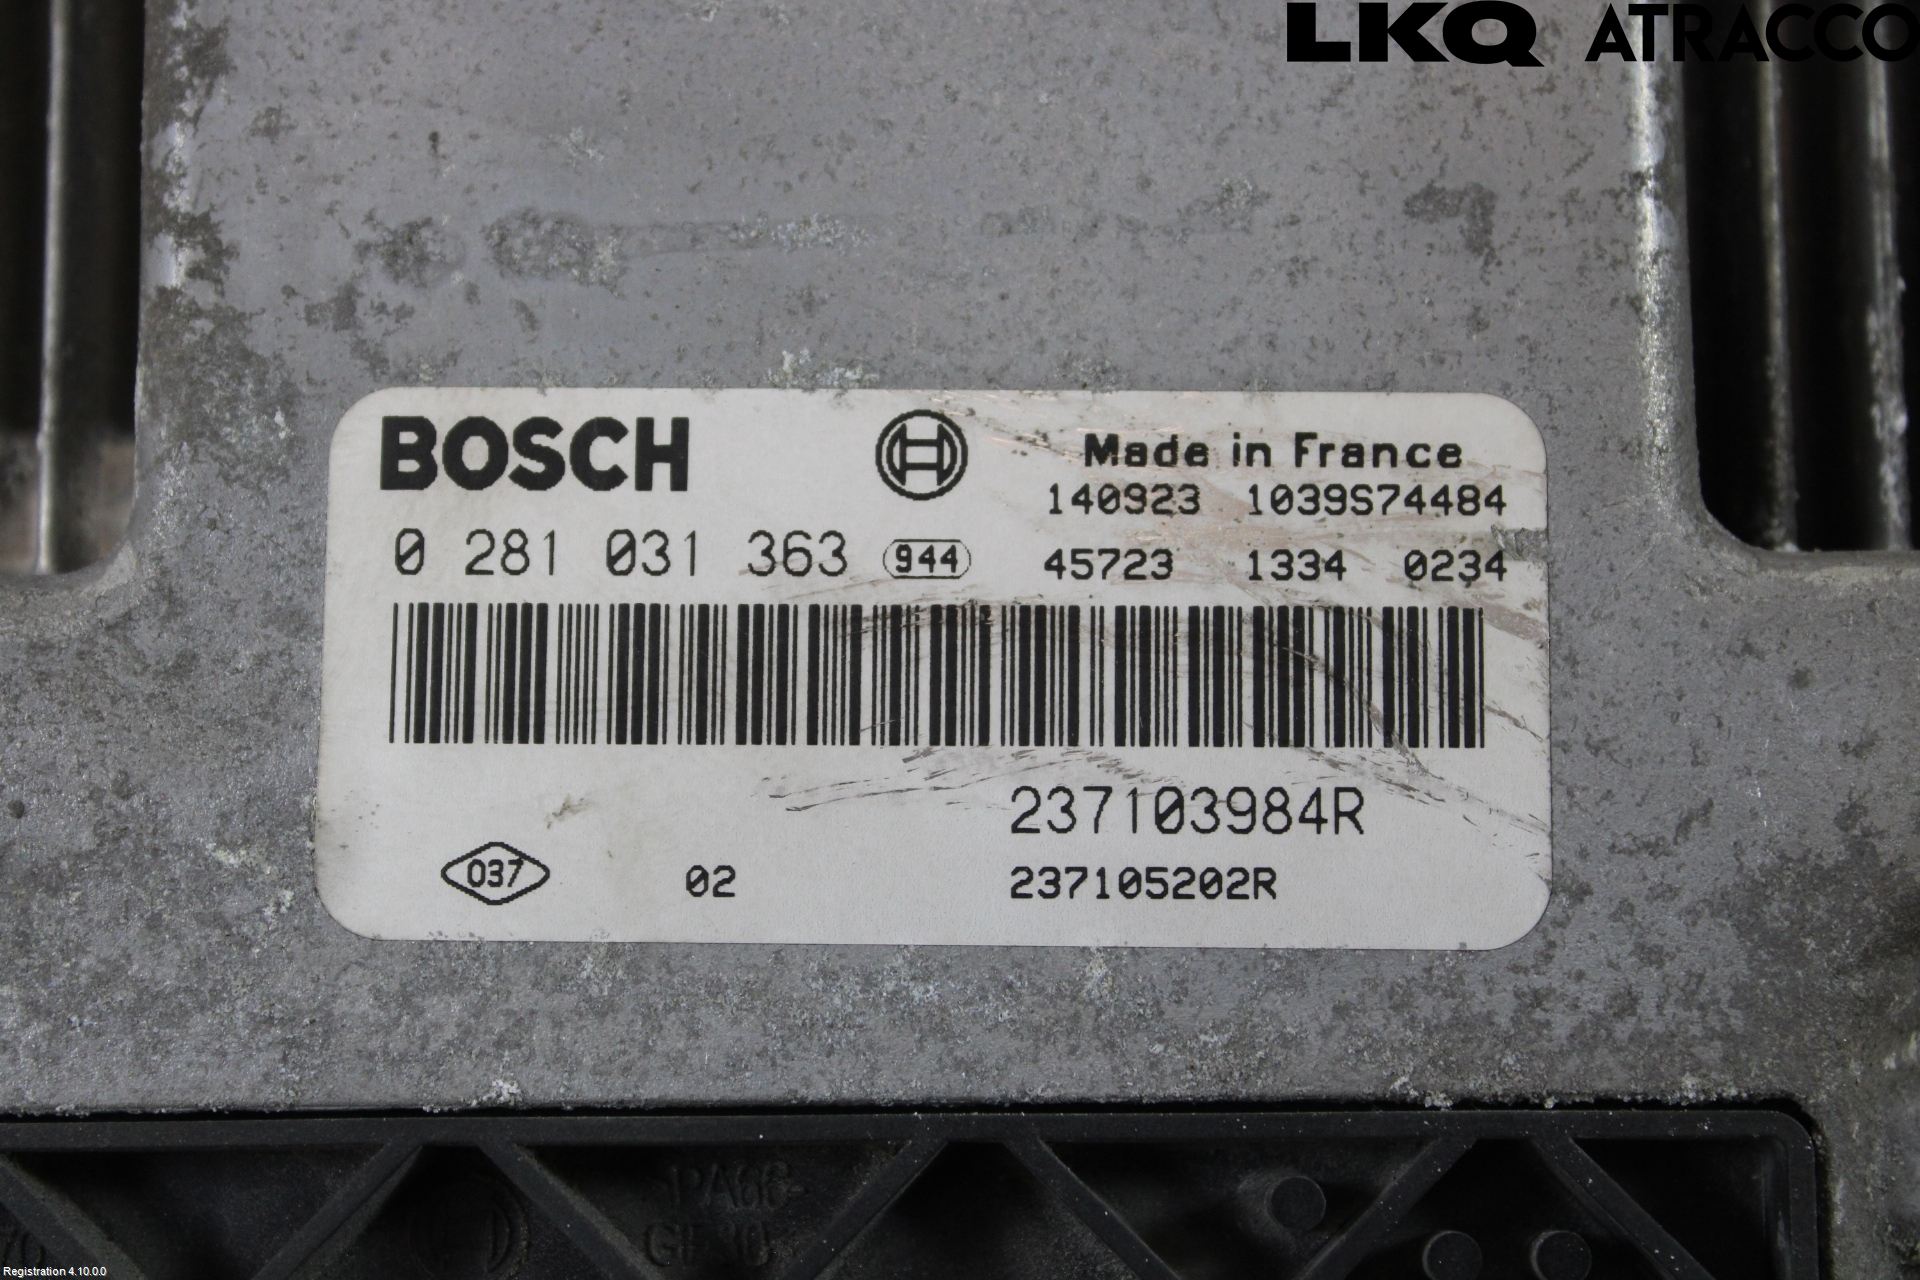 LKQ ATRACCO
BOSCH
Made in France
140923 1039S74484
0 281 031 363 944 45723 1334 0234
237103984R
037 02 237105202R
PA66
Registration 4.10.0.0